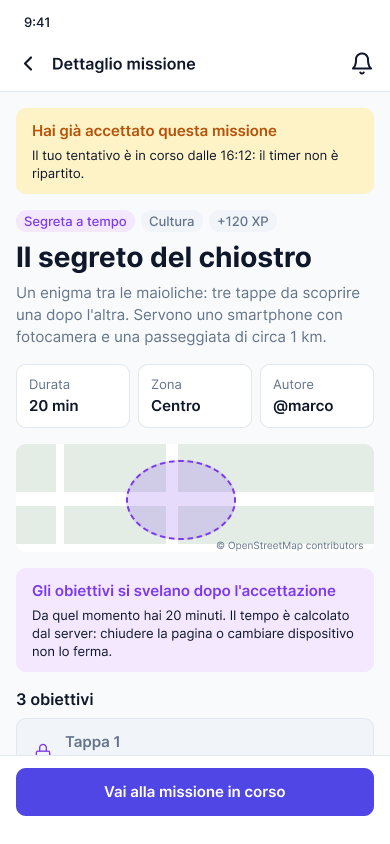 9:41
Dettaglio missione
Hai già accettato questa missione
Il tuo tentativo è in corso dalle 16:12: il timer non è
ripartito.
Segreta a tempo
Cultura
+120 XP
Il segreto del chiostro
Un enigma tra le maioliche: tre tappe da scoprire
una dopo l'altra. Servono uno smartphone con
fotocamera e una passeggiata di circa 1 km.
Durata
20 min
Zona
Centro
Autore
@marco
© OpenStreetMap contributors
Gli obiettivi si svelano dopo l'accettazione
Da quel momento hai 20 minuti. Il tempo è calcolato
dal server: chiudere la pagina o cambiare dispositivo
non lo ferma.
3 obiettivi
Tappa 1
Vai alla missione in corso